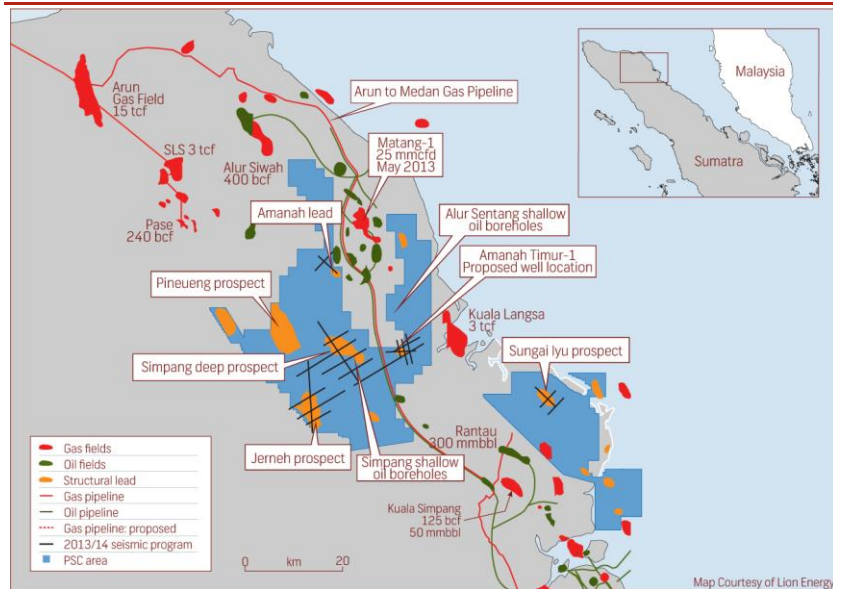 Arun
Gas Field
15 tcf
Arun to Medan Gas Pipeline
Malaysia
Sumatra
SLS 3 tcf
Alur Siwah
400 bcf
Matang-1
25 mmcfd
May 2013
Pase
240 bcf
Amanah lead
Alur Sentang shallow
oil boreholes
Amanah Timur-1
Proposed well location
Pineueng prospect
Kuala Langsa
3 tcf
Simpang deep prospect
Sungai Iyu prospect
Jerneh prospect
Simpang shallow
oil boreholes
Rantau
300 mmbbl
Kuala Simpang
125 bcf
50 mmbbl
Gas fields
Oil fields
Structural lead
Gas pipeline
Oil pipeline
Gas pipeline: proposed
2013/14 seismic program
PSC area
0 km 20
Map Courtesy of Lion Energy